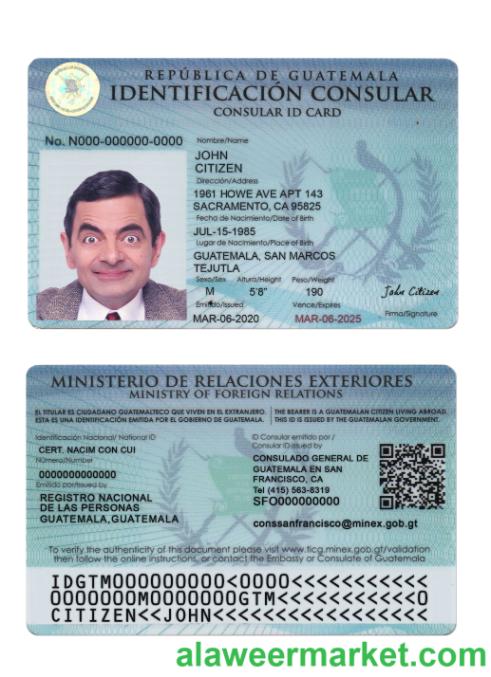 REPÚBLICA DE GUATEMALA
IDENTIFICACIÓN CONSULAR
CONSULAR ID CARD
No. N000-000000-0000
Nombre/Name
JOHN
CITIZEN
Dirección/Address
1961 HOWE AVE APT 143
SACRAMENTO, CA 95825
Fecha de Nacimiento/Date of Birth
JUL-15-1985
Lugar de Nacimiento/Place of Birth
GUATEMALA, SAN MARCOS
TEJUTLA
Sexo/Sex Altura/Height Peso/Weight
M 5'8" 190
John Citizen
Emitido/Issued Vence/Expires Firma/Signature
MAR-06-2020 MAR-06-2025
MINISTERIO DE RELACIONES EXTERIORES
MINISTRY OF FOREIGN RELATIONS
EL TITULAR ES CIUDADANO GUATEMALTECO QUE VIVEN EN EL EXTRANJERO. THE BEARER IS A GUATEMALAN CITIZEN LIVING ABROAD.
ESTA ES UNA IDENTIFICACIÓN EMITIDA POR EL GOBIERNO DE GUATEMALA. THIS ID IS ISSUED BY THE GUATEMALAN GOVERNMENT.
Identificación Nacional/ National ID
CERT. NACIM CON CUI
Número/Number
0000000000000
Emitido por/Issued by
REGISTRO NACIONAL
DE LAS PERSONAS
GUATEMALA,GUATEMALA
ID Consular emitido por /
Consular ID issued by
CONSULADO GENERAL DE
GUATEMALA EN SAN
FRANCISCO, CA
Tel (415) 563-8319
SFO000000000
conssanfrancisco@minex.gob.gt
To verify the authenticity of this document please visit www.ticg.minex.gob.gt/validation
then follow the online instructions, or contact the Embassy or Consulate of Guatemala
IDGTM000000000<0000<<<<<<<<<<<
0000000M0000000GTM<<<<<<<<<<<0
CITIZEN<<JOHN<<<<<<<<<<<<<<<<<
alaweermarket.com